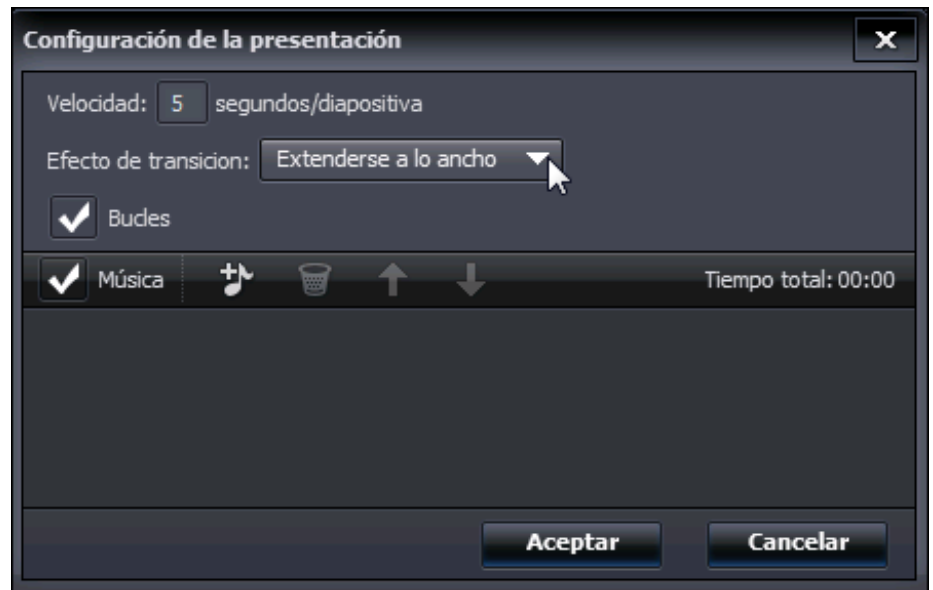 Configuración de la presentación
Velocidad: 5 segundos/diapositiva
Efecto de transicion: Extenderse a lo ancho
Bucles
Música Tiempo total: 00:00
Aceptar Cancelar